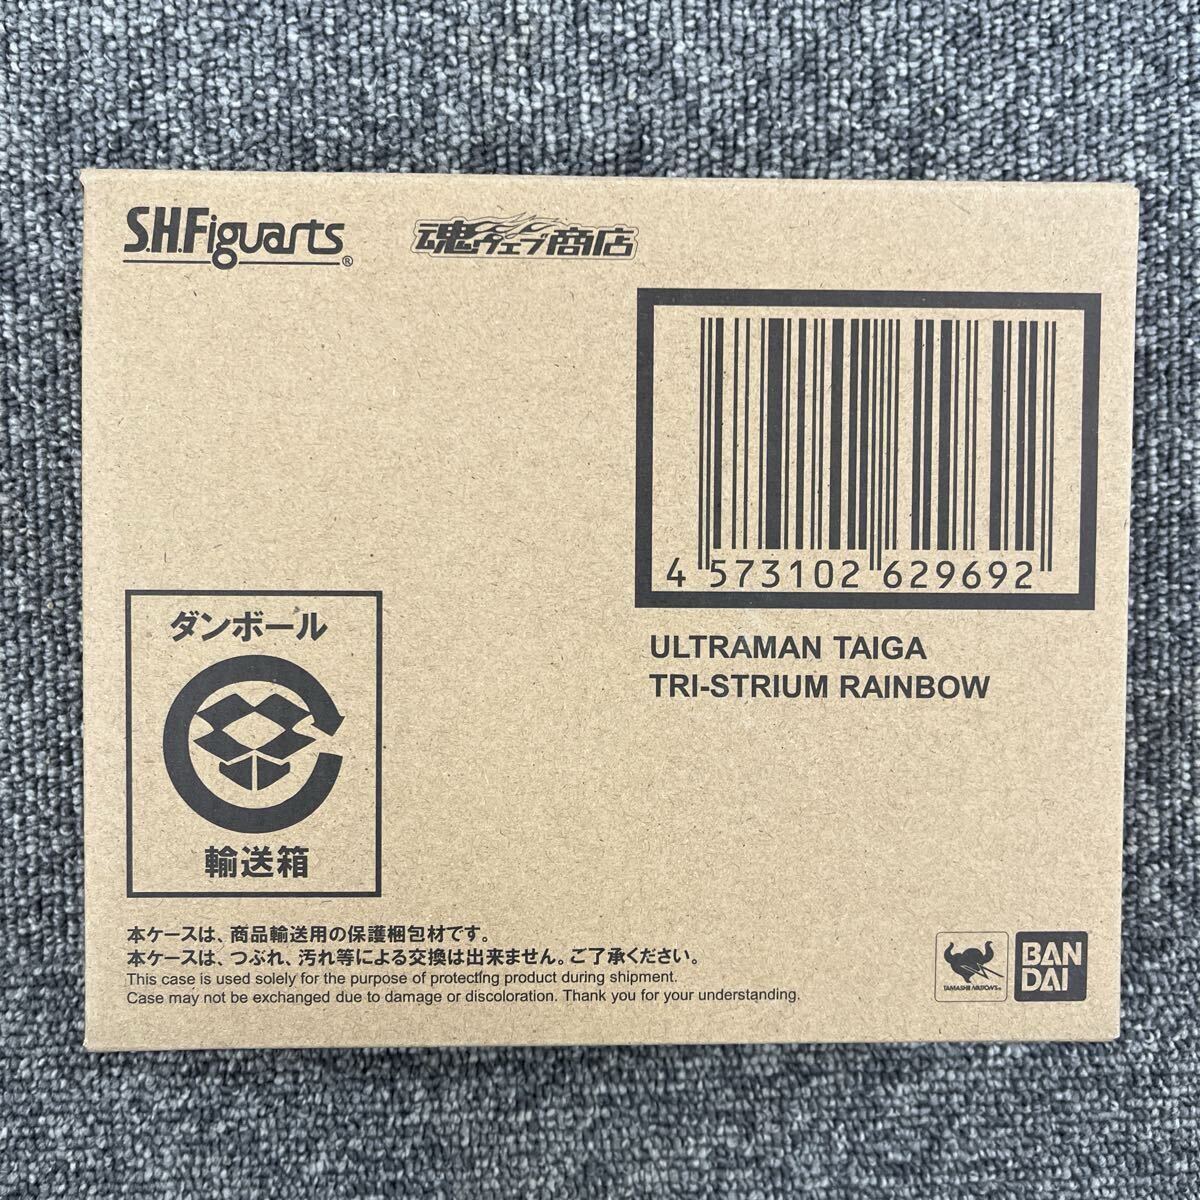 S.H.Figuarts®
魂ウェブ商店
4 573102 629692
ULTRAMAN TAIGA
TRI-STRIUM RAINBOW
ダンボール
輸送箱
本ケースは、商品輸送用の保護梱包材です。
本ケースは、つぶれ、汚れ等による交換は出来ません。ご了承ください。
This case is used solely for the purpose of protecting product during shipment.
Case may not be exchanged due to damage or discoloration. Thank you for your understanding.
TAMASHII NATIONS
BAN
DAI